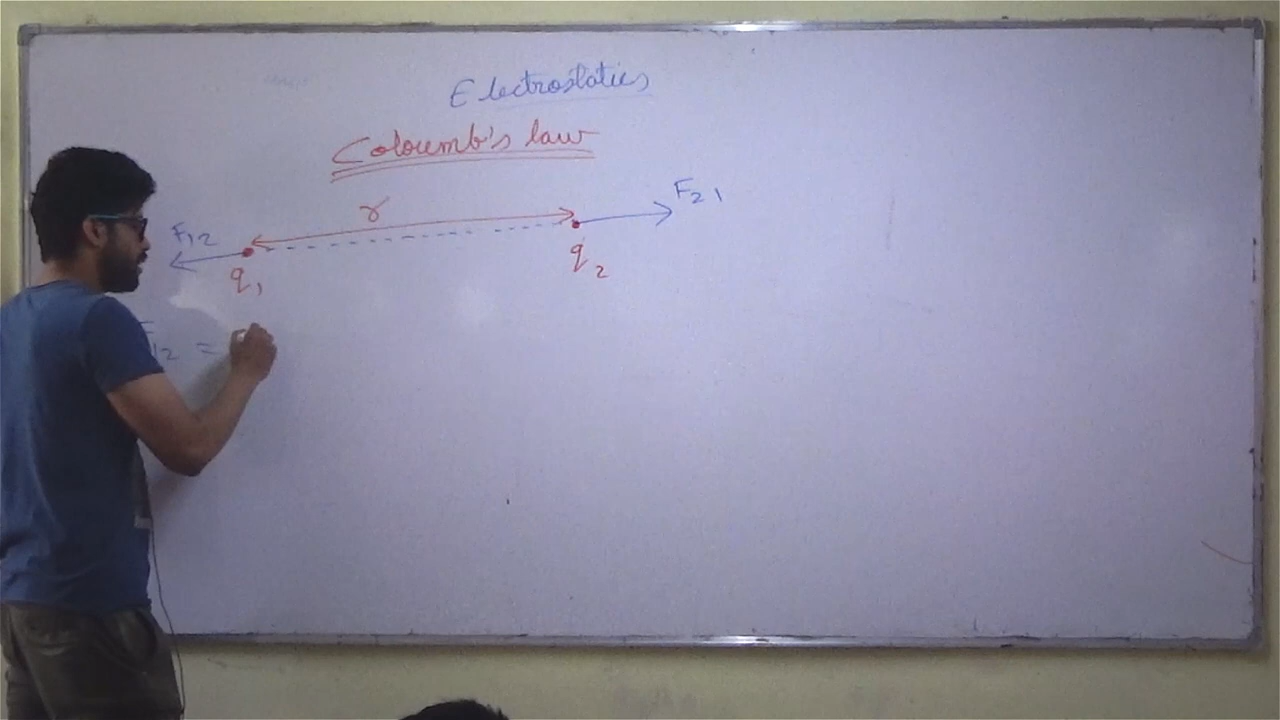 Electrostatics
Coloumb's law
r
F21
F12
q1
q2
F12 =